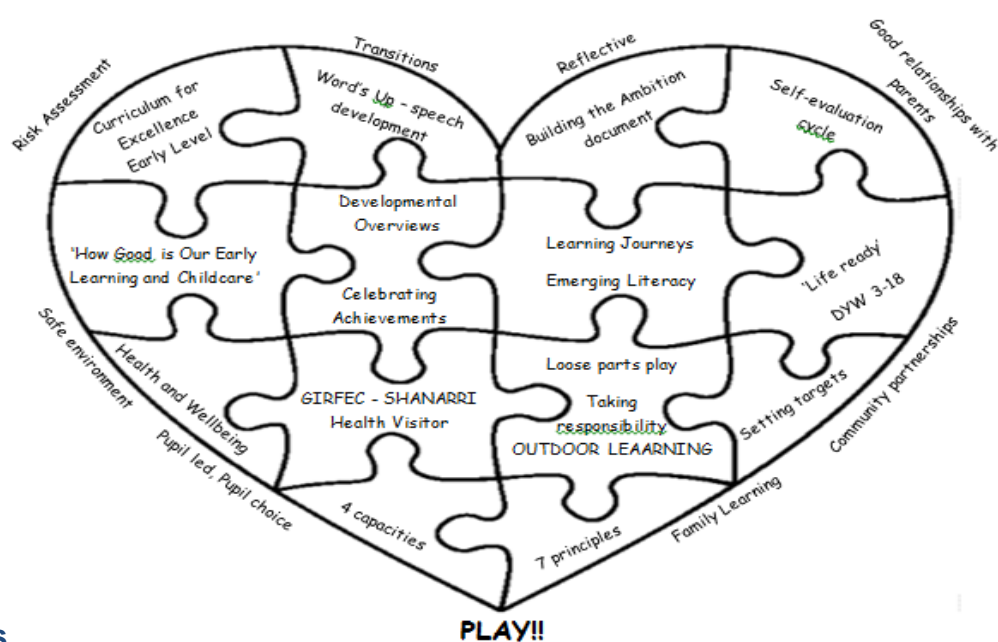 Risk Assessment
Transitions
Reflective
Good relationships with
parents
Curriculum for
Excellence
Early Level
Word's Up - speech
development
Building the Ambition
document
Self-evaluation
cycle
'How Good is Our Early
Learning and Childcare'
Developmental
Overviews
Celebrating
Achievements
Learning Journeys
Emerging Literacy
'Life ready'
DYW 3-18
Safe environment
Health and Wellbeing
GIRFEC - SHANARRI
Health Visitor
Loose parts play
Taking
responsibility
OUTDOOR LEAARNING
Setting targets
Community partnerships
Pupil led, Pupil choice
4 capacities
7 principles
Family Learning
PLAY!!
s